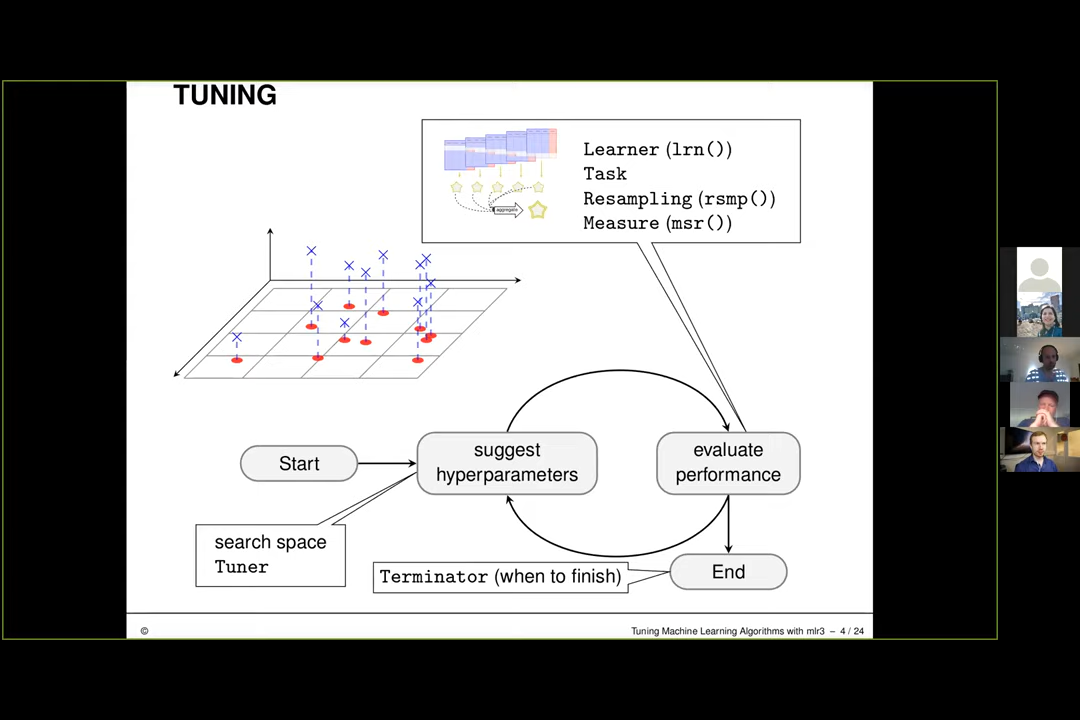 TUNING
Learner (lrn())
Task
Resampling (rsmp())
Measure (msr())
aggregate
Start
suggest
hyperparameters
evaluate
performance
search space
Tuner
Terminator (when to finish)
End
©
Tuning Machine Learning Algorithms with mlr3 – 4 / 24